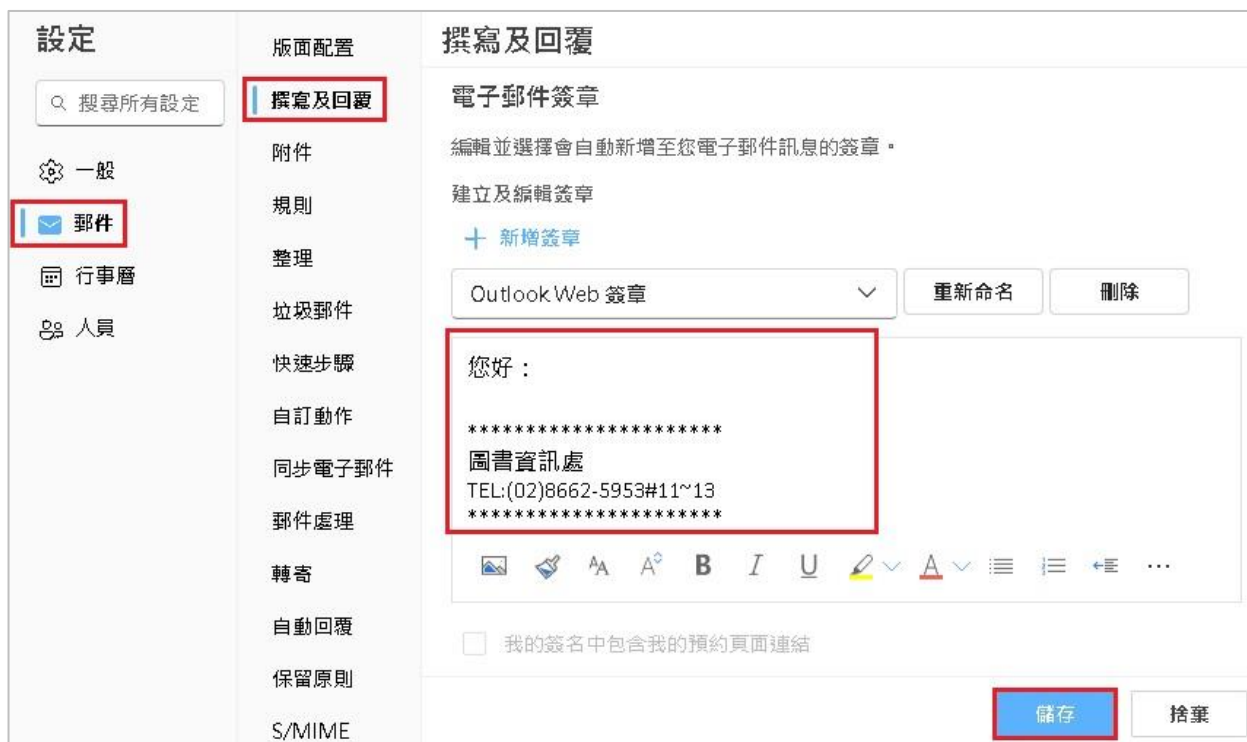 設定
搜尋所有設定
一般
郵件
行事曆
人員
版面配置
撰寫及回覆
附件
規則
整理
垃圾郵件
快速步驟
自訂動作
同步電子郵件
郵件處理
轉寄
自動回覆
保留原則
S/MIME
撰寫及回覆
電子郵件簽章
編輯並選擇會自動新增至您電子郵件訊息的簽章。
建立及編輯簽章
新增簽章
Outlook Web 簽章
重新命名
刪除
您好：
**********************
圖書資訊處
TEL:(02)8662-5953#11~13
**********************
我的簽名中包含我的預約頁面連結
儲存
捨棄